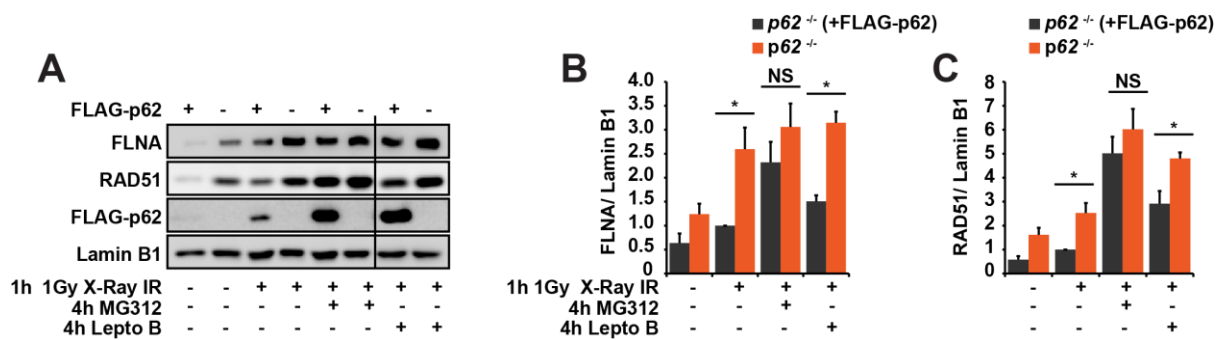 A
FLAG-p62 + - + - + - + -
FLNA
RAD51
FLAG-p62
Lamin B1
1h 1Gy X-Ray IR - - + + + + + +
4h MG312 - - - - + + - -
4h Lepto B - - - - - - + +
B
p62 -/- (+FLAG-p62)
p62 -/-
FLNA/ Lamin B1
4.0
3.5
3.0
2.5
2.0
1.5
1.0
0.5
0.0
*
NS
*
1h 1Gy X-Ray IR - + + +
4h MG312 - - + -
4h Lepto B - - - +
C
p62 -/- (+FLAG-p62)
p62 -/-
RAD51/ Lamin B1
8
7
6
5
4
3
2
1
0
*
NS
*
- + + +
- - + -
- - - +